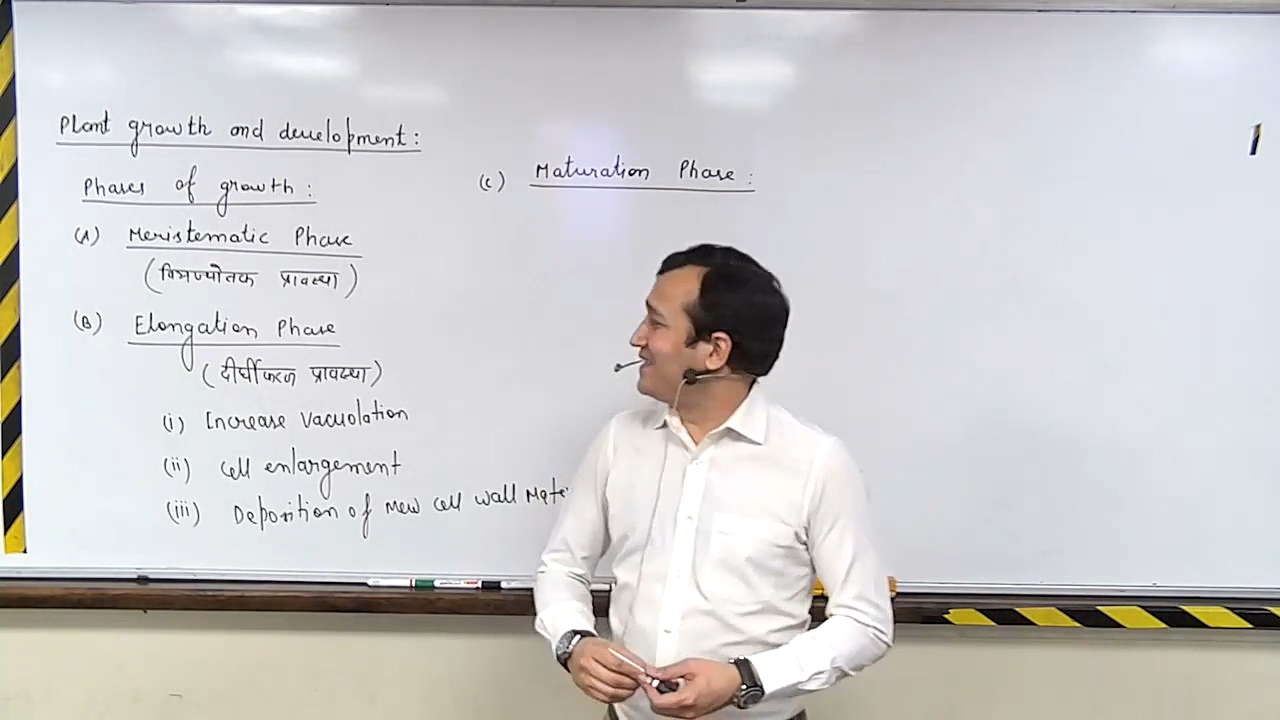 Plant growth and development:
Phases of growth:
(A) Meristematic Phase
(विभज्योतक प्रावस्था)
(B) Elongation Phase
(दीर्घीकरण प्रावस्था)
(i) Increase vacuolation
(ii) Cell enlargement
(iii) Deposition of new cell wall Mate
(C) Maturation Phase: